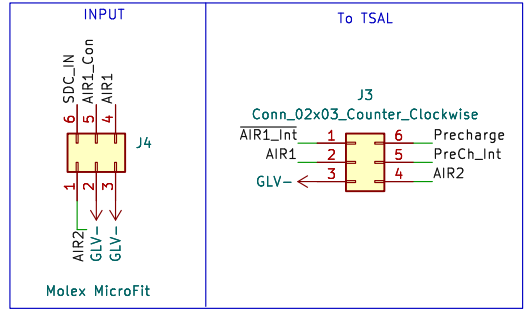 INPUT
SDC_IN
AIR1_Con
AIR1
6
5
4
J4
1
2
3
AIR2
GLV-
GLV-
Molex MicroFit
To TSAL
J3
Conn_02x03_Counter_Clockwise
AIR1_Int 1 6 Precharge
AIR1 2 5 PreCh_Int
GLV- 3 4 AIR2